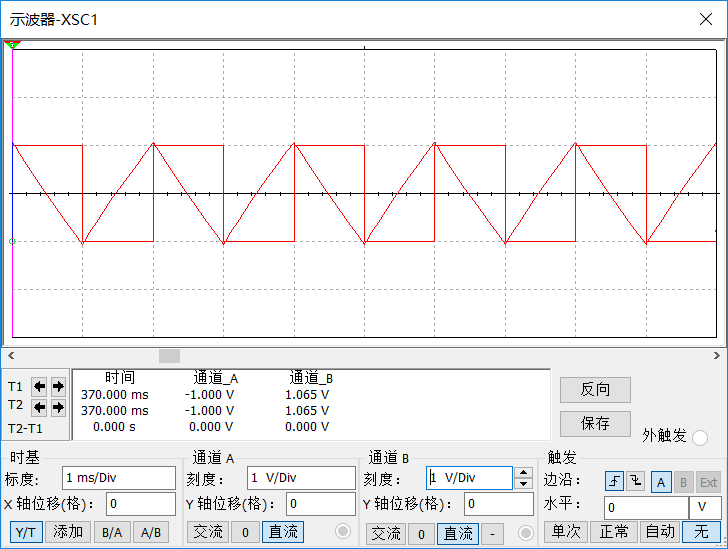 示波器-XSC1
时间 通道_A 通道_B
T1 370.000 ms -1.000 V 1.065 V
T2 370.000 ms -1.000 V 1.065 V
T2-T1 0.000 s 0.000 V 0.000 V
反向
保存
外触发
时基 通道 A 通道 B 触发
标度: 1 ms/Div 刻度: 1 V/Div 刻度: 1 V/Div 边沿: A B Ext
X 轴位移(格): 0 Y 轴位移(格): 0 Y 轴位移(格): 0 水平: 0 V
Y/T 添加 B/A A/B 交流 0 直流 交流 0 直流 - 单次 正常 自动 无